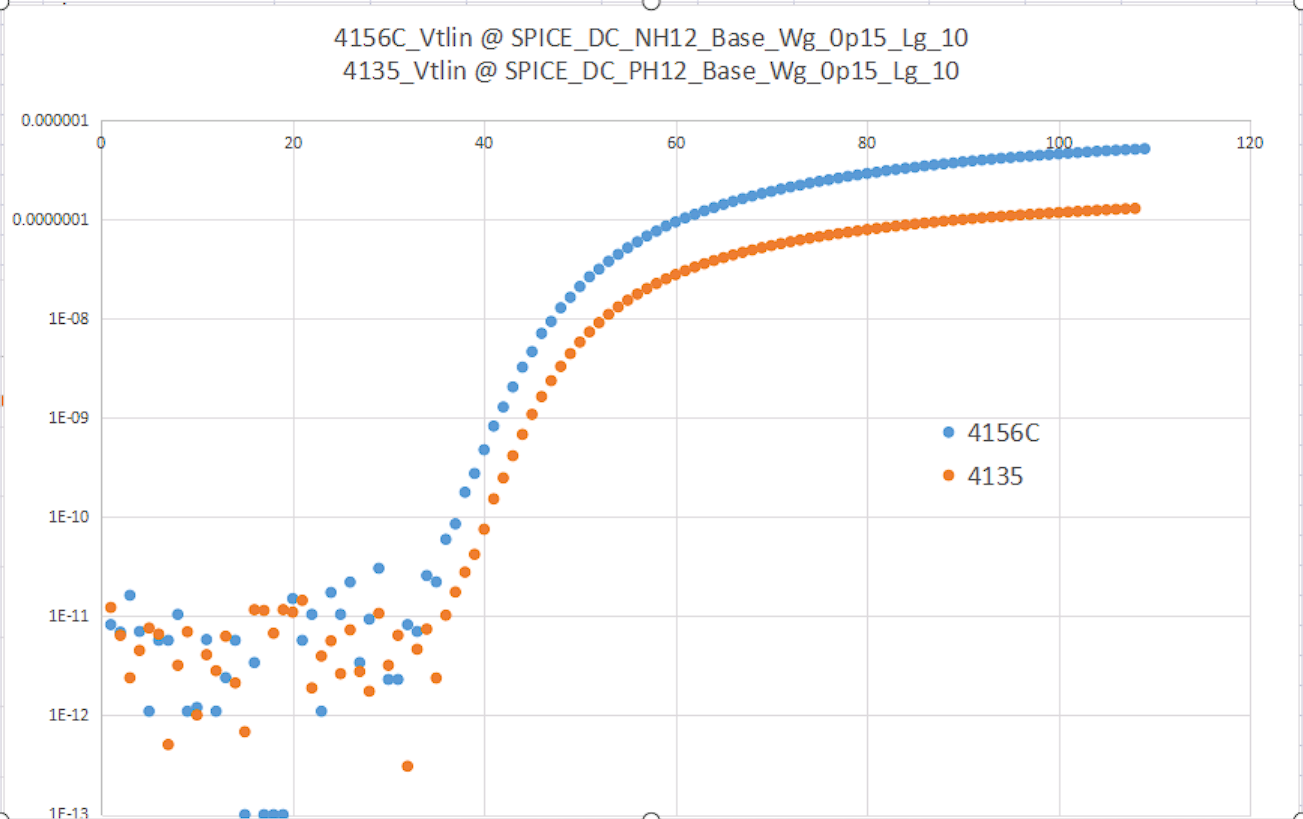 4156C_Vtlin @ SPICE_DC_NH12_Base_Wg_0p15_Lg_10
4135_Vtlin @ SPICE_DC_PH12_Base_Wg_0p15_Lg_10
0.000001
0 20 40 60 80 100 120
0.0000001
1E-08
1E-09
4156C
4135
1E-10
1E-11
1E-12
1E-13